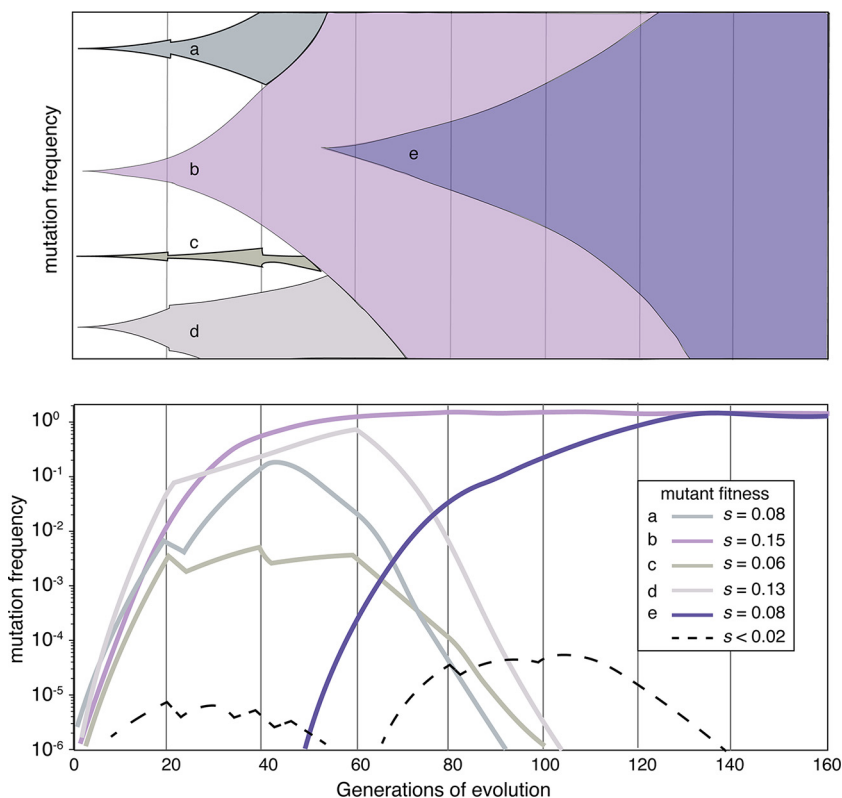 mutation frequency
a
b
c
d
e
mutation frequency
10⁰
10⁻¹
10⁻²
10⁻³
10⁻⁴
10⁻⁵
10⁻⁶
mutant fitness
a s = 0.08
b s = 0.15
c s = 0.06
d s = 0.13
e s = 0.08
s < 0.02
0 20 40 60 80 100 120 140 160
Generations of evolution